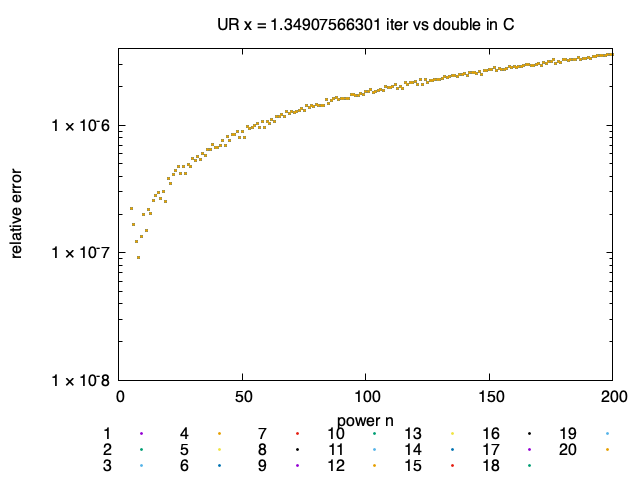 UR x = 1.34907566301 iter vs double in C
relative error
1 × 10-6
1 × 10-7
1 × 10-8
0 50 100 150 200
power n
1 4 7 10 13 16 19
2 5 8 11 14 17 20
3 6 9 12 15 18